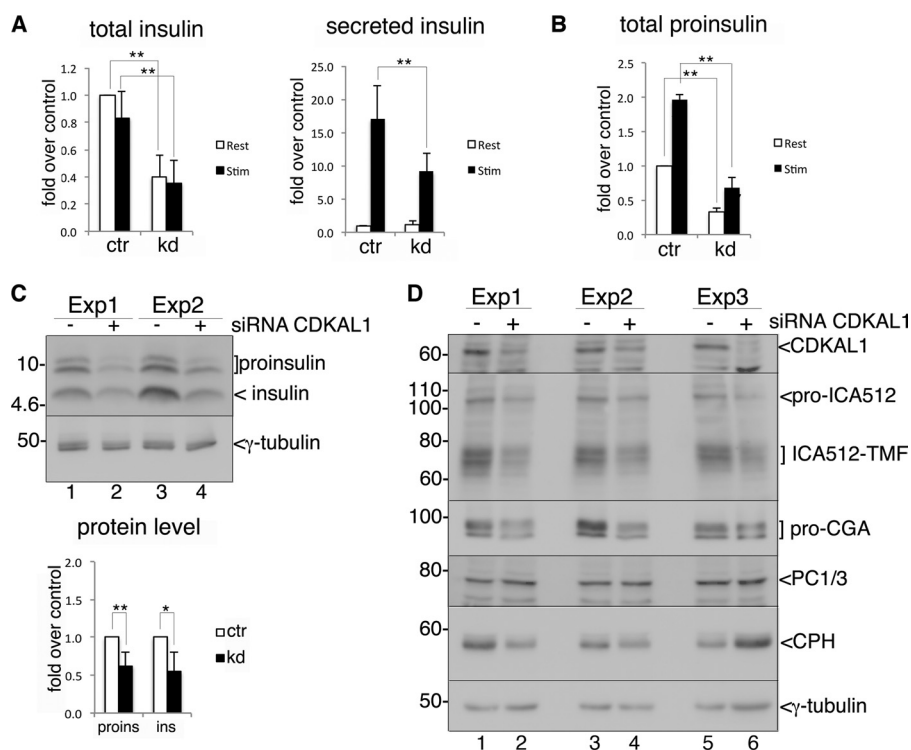 A
total insulin
secreted insulin
B
total proinsulin
fold over control
1.2
1.0
0.8
0.6
0.4
0.2
0.0
**
**
ctr
kd
Rest
Stim
fold over control
25.0
20.0
15.0
10.0
5.0
0.0
**
ctr
kd
Rest
Stim
fold over control
2.5
2.0
1.5
1.0
0.5
0.0
**
**
ctr
kd
Rest
Stim
C
Exp1 Exp2
- + - + siRNA CDKAL1
10 ]proinsulin
4.6 < insulin
50 <γ-tubulin
1 2 3 4
protein level
fold over control
2.0
1.5
1.0
0.5
0.0
** *
proins ins
ctr
kd
D
Exp1 Exp2 Exp3
- + - + - + siRNA CDKAL1
60 <CDKAL1
110
100 <pro-ICA512
80
60 ] ICA512-TMF
100 ] pro-CGA
80 <PC1/3
60 <CPH
50 <γ-tubulin
1 2 3 4 5 6